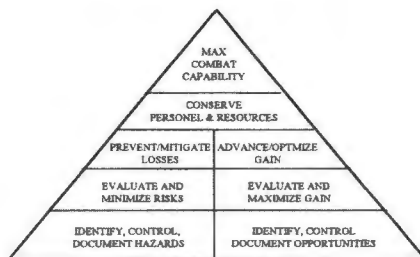 MAX
COMBAT
CAPABILITY
CONSERVE
PERSONEL & RESOURCES
PREVENT/MITIGATE
LOSSES
ADVANCE/OPTMIZE
GAIN
EVALUATE AND
MINIMIZE RISKS
EVALUATE AND
MAXIMIZE GAIN
IDENTIFY, CONTROL,
DOCUMENT HAZARDS
IDENTIFY, CONTROL
DOCUMENT OPPORTUNITIES